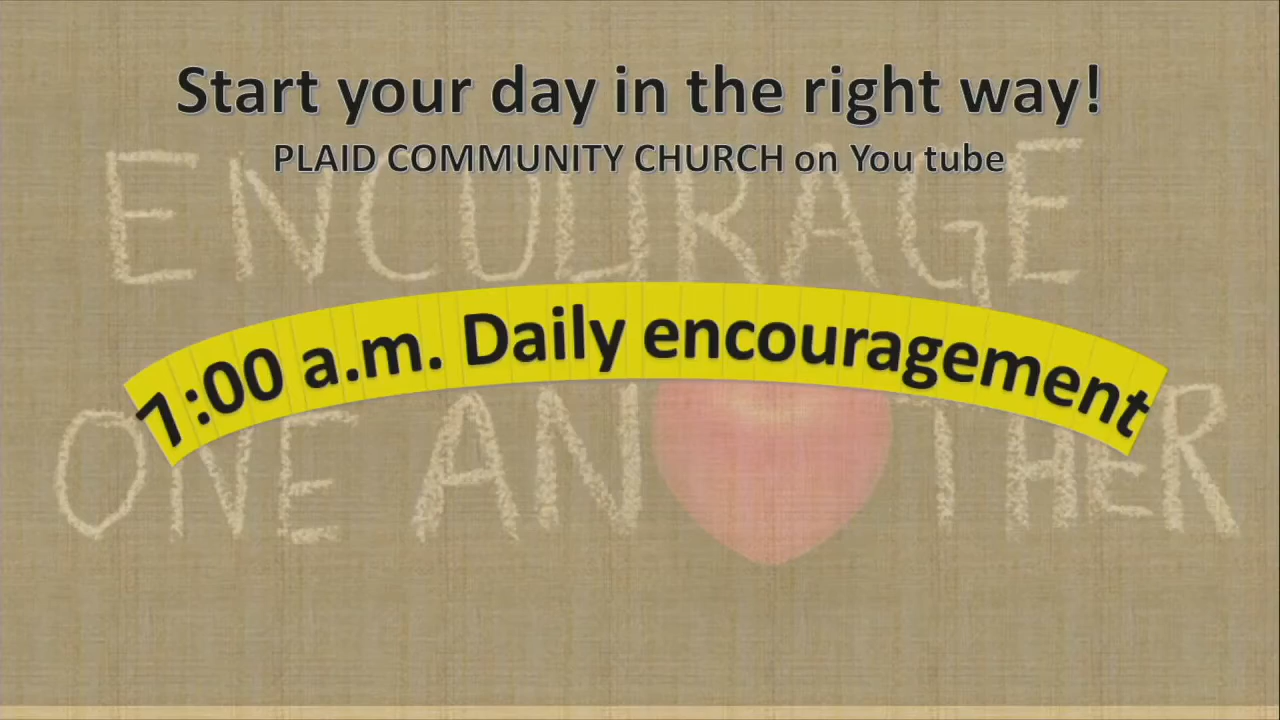 Start your day in the right way!
PLAID COMMUNITY CHURCH on You tube
ENCOURAGE
7:00 a.m. Daily encouragement
ONE ANOTHER